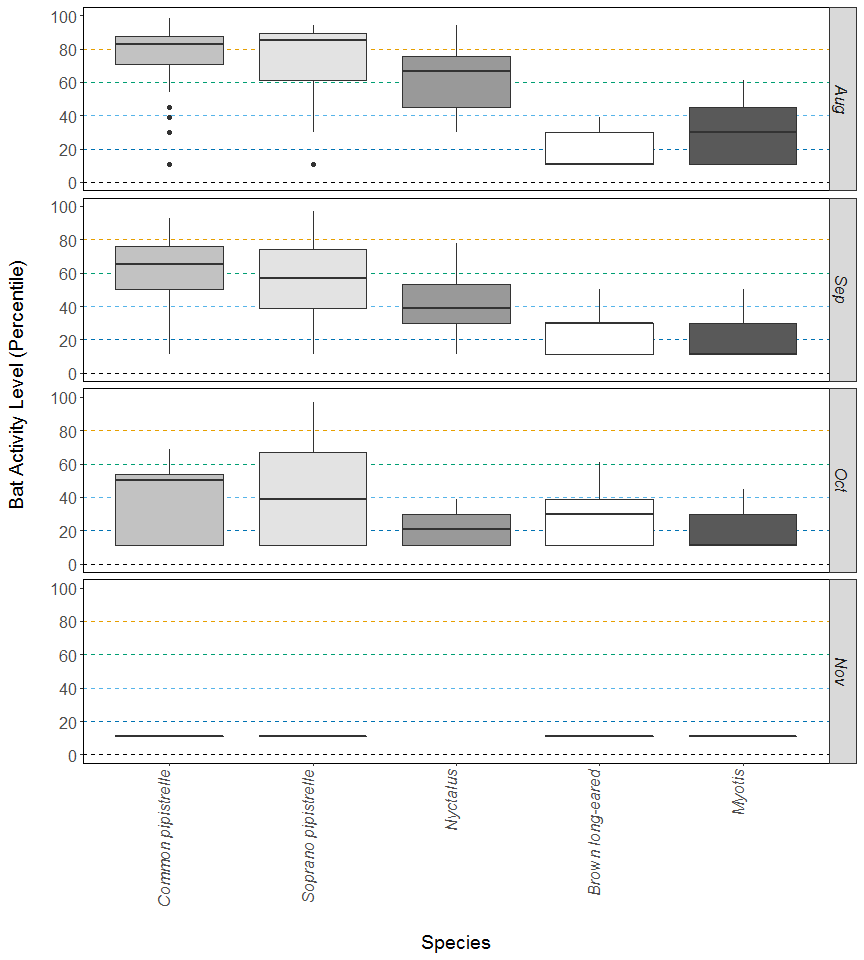 Bat Activity Level (Percentile)
100
80
60
40
20
0
Aug
100
80
60
40
20
0
Sep
100
80
60
40
20
0
Oct
100
80
60
40
20
0
Nov
Common pipistrelle
Soprano pipistrelle
Nyctalus
Brown long-eared
Myotis
Species